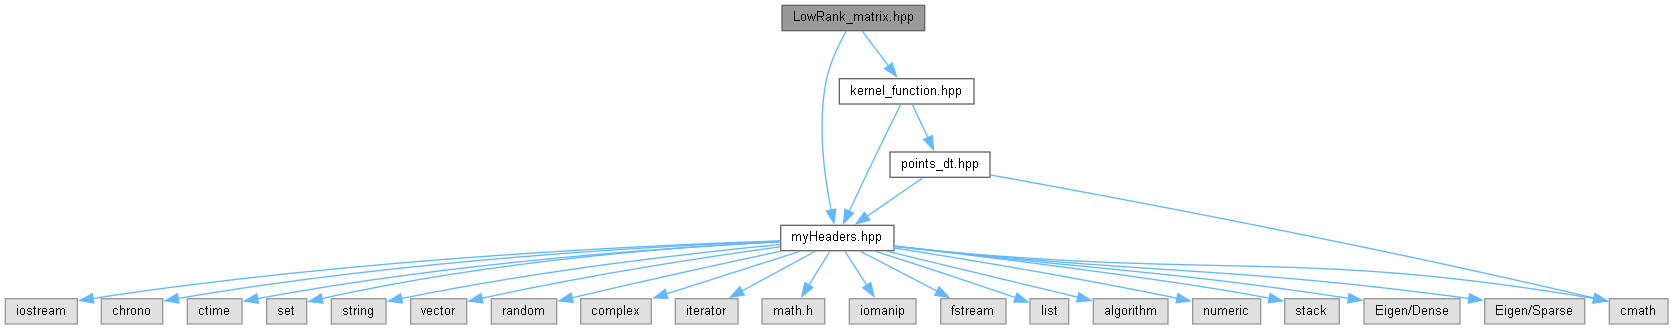 LowRank_matrix.hpp
kernel_function.hpp
points_dt.hpp
myHeaders.hpp
iostream
chrono
ctime
set
string
vector
random
complex
iterator
math.h
iomanip
fstream
list
algorithm
numeric
stack
Eigen/Dense
Eigen/Sparse
cmath